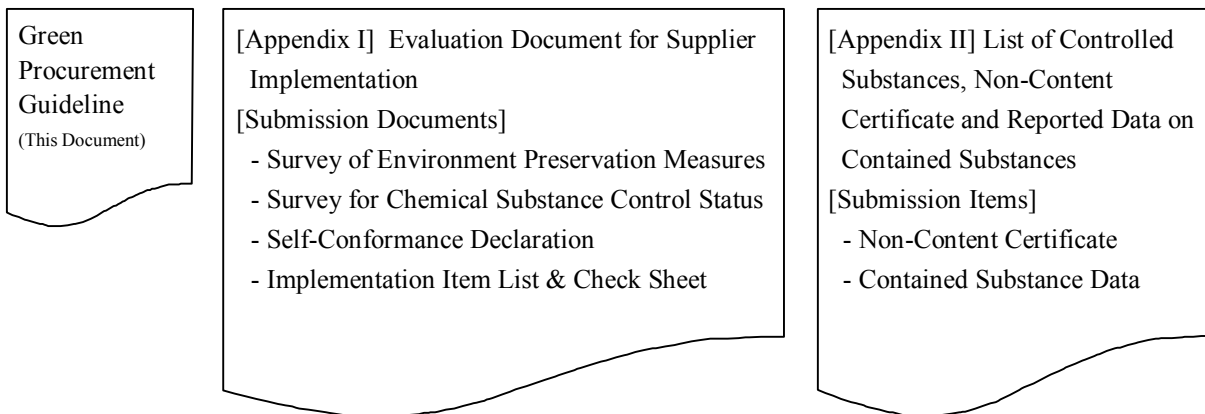 Green
Procurement
Guideline
(This Document)
[Appendix I]  Evaluation Document for Supplier
Implementation
[Submission Documents]
- Survey of Environment Preservation Measures
- Survey for Chemical Substance Control Status
- Self-Conformance Declaration
- Implementation Item List & Check Sheet
[Appendix II] List of Controlled
Substances, Non-Content
Certificate and Reported Data on
Contained Substances
[Submission Items]
- Non-Content Certificate
- Contained Substance Data